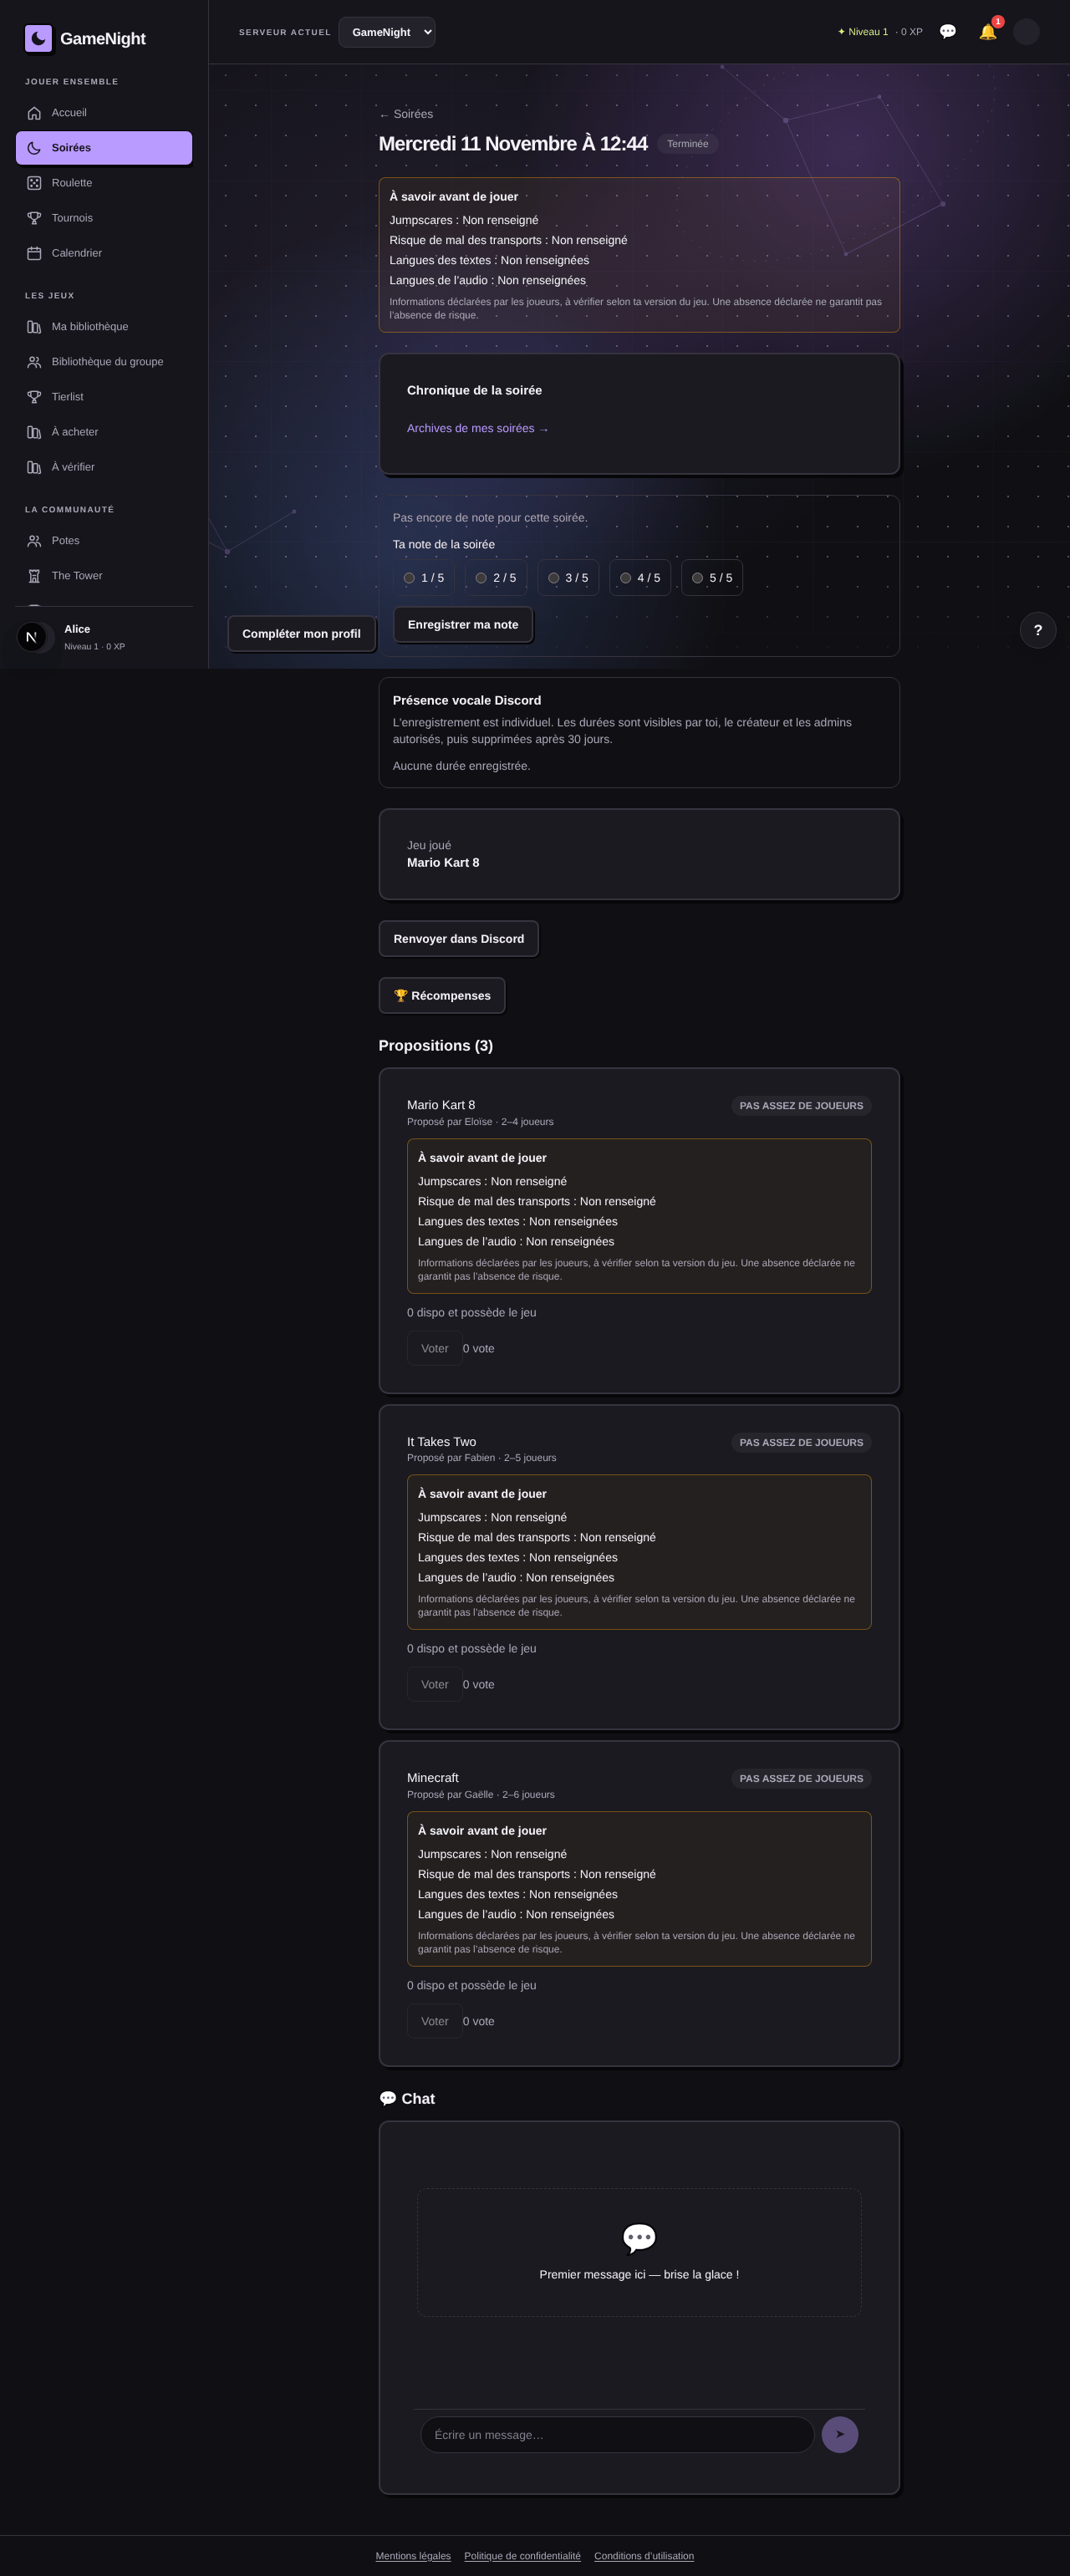 GameNight
JOUER ENSEMBLE
Accueil
Soirées
Roulette
Tournois
Calendrier
LES JEUX
Ma bibliothèque
Bibliothèque du groupe
Tierlist
À acheter
À vérifier
LA COMMUNAUTÉ
Potes
The Tower
N
Alice
Niveau 1 · 0 XP
SERVEUR ACTUEL
GameNight
✦ Niveau 1 · 0 XP
1
← Soirées
Mercredi 11 Novembre À 12:44
Terminée
À savoir avant de jouer
Jumpscares : Non renseigné
Risque de mal des transports : Non renseigné
Langues des textes : Non renseignées
Langues de l’audio : Non renseignées
Informations déclarées par les joueurs, à vérifier selon ta version du jeu. Une absence déclarée ne garantit pas
l’absence de risque.
Chronique de la soirée
Archives de mes soirées →
Pas encore de note pour cette soirée.
Ta note de la soirée
1 / 5
2 / 5
3 / 5
4 / 5
5 / 5
Enregistrer ma note
Compléter mon profil
?
Présence vocale Discord
L’enregistrement est individuel. Les durées sont visibles par toi, le créateur et les admins
autorisés, puis supprimées après 30 jours.
Aucune durée enregistrée.
Jeu joué
Mario Kart 8
Renvoyer dans Discord
🏆 Récompenses
Propositions (3)
Mario Kart 8
PAS ASSEZ DE JOUEURS
Proposé par Eloïse · 2–4 joueurs
À savoir avant de jouer
Jumpscares : Non renseigné
Risque de mal des transports : Non renseigné
Langues des textes : Non renseignées
Langues de l’audio : Non renseignées
Informations déclarées par les joueurs, à vérifier selon ta version du jeu. Une absence déclarée ne
garantit pas l’absence de risque.
0 dispo et possède le jeu
Voter
0 vote
It Takes Two
PAS ASSEZ DE JOUEURS
Proposé par Fabien · 2–5 joueurs
À savoir avant de jouer
Jumpscares : Non renseigné
Risque de mal des transports : Non renseigné
Langues des textes : Non renseignées
Langues de l’audio : Non renseignées
Informations déclarées par les joueurs, à vérifier selon ta version du jeu. Une absence déclarée ne
garantit pas l’absence de risque.
0 dispo et possède le jeu
Voter
0 vote
Minecraft
PAS ASSEZ DE JOUEURS
Proposé par Gaëlle · 2–6 joueurs
À savoir avant de jouer
Jumpscares : Non renseigné
Risque de mal des transports : Non renseigné
Langues des textes : Non renseignées
Langues de l’audio : Non renseignées
Informations déclarées par les joueurs, à vérifier selon ta version du jeu. Une absence déclarée ne
garantit pas l’absence de risque.
0 dispo et possède le jeu
Voter
0 vote
💬 Chat
Premier message ici — brise la glace !
Écrire un message…
Mentions légales
Politique de confidentialité
Conditions d’utilisation